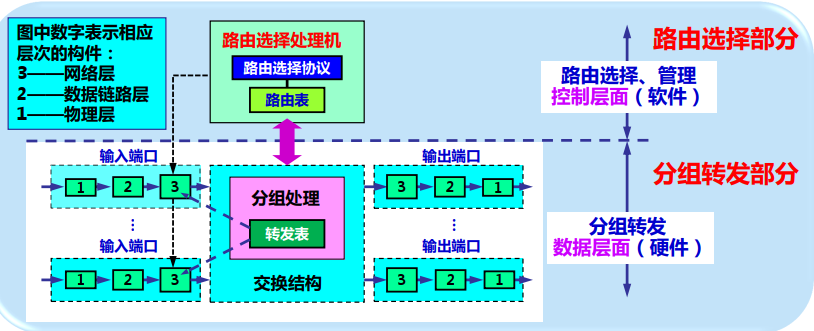 图中数字表示相应
层次的构件：
3——网络层
2——数据链路层
1——物理层
路由选择处理机
路由选择协议
路由表
路由选择部分
路由选择、管理
控制层面（软件）
输入端口
1 2 3
分组处理
转发表
交换结构
输出端口
3 2 1
⋮
输入端口
1 2 3
⋮
输出端口
3 2 1
分组转发部分
分组转发
数据层面（硬件）